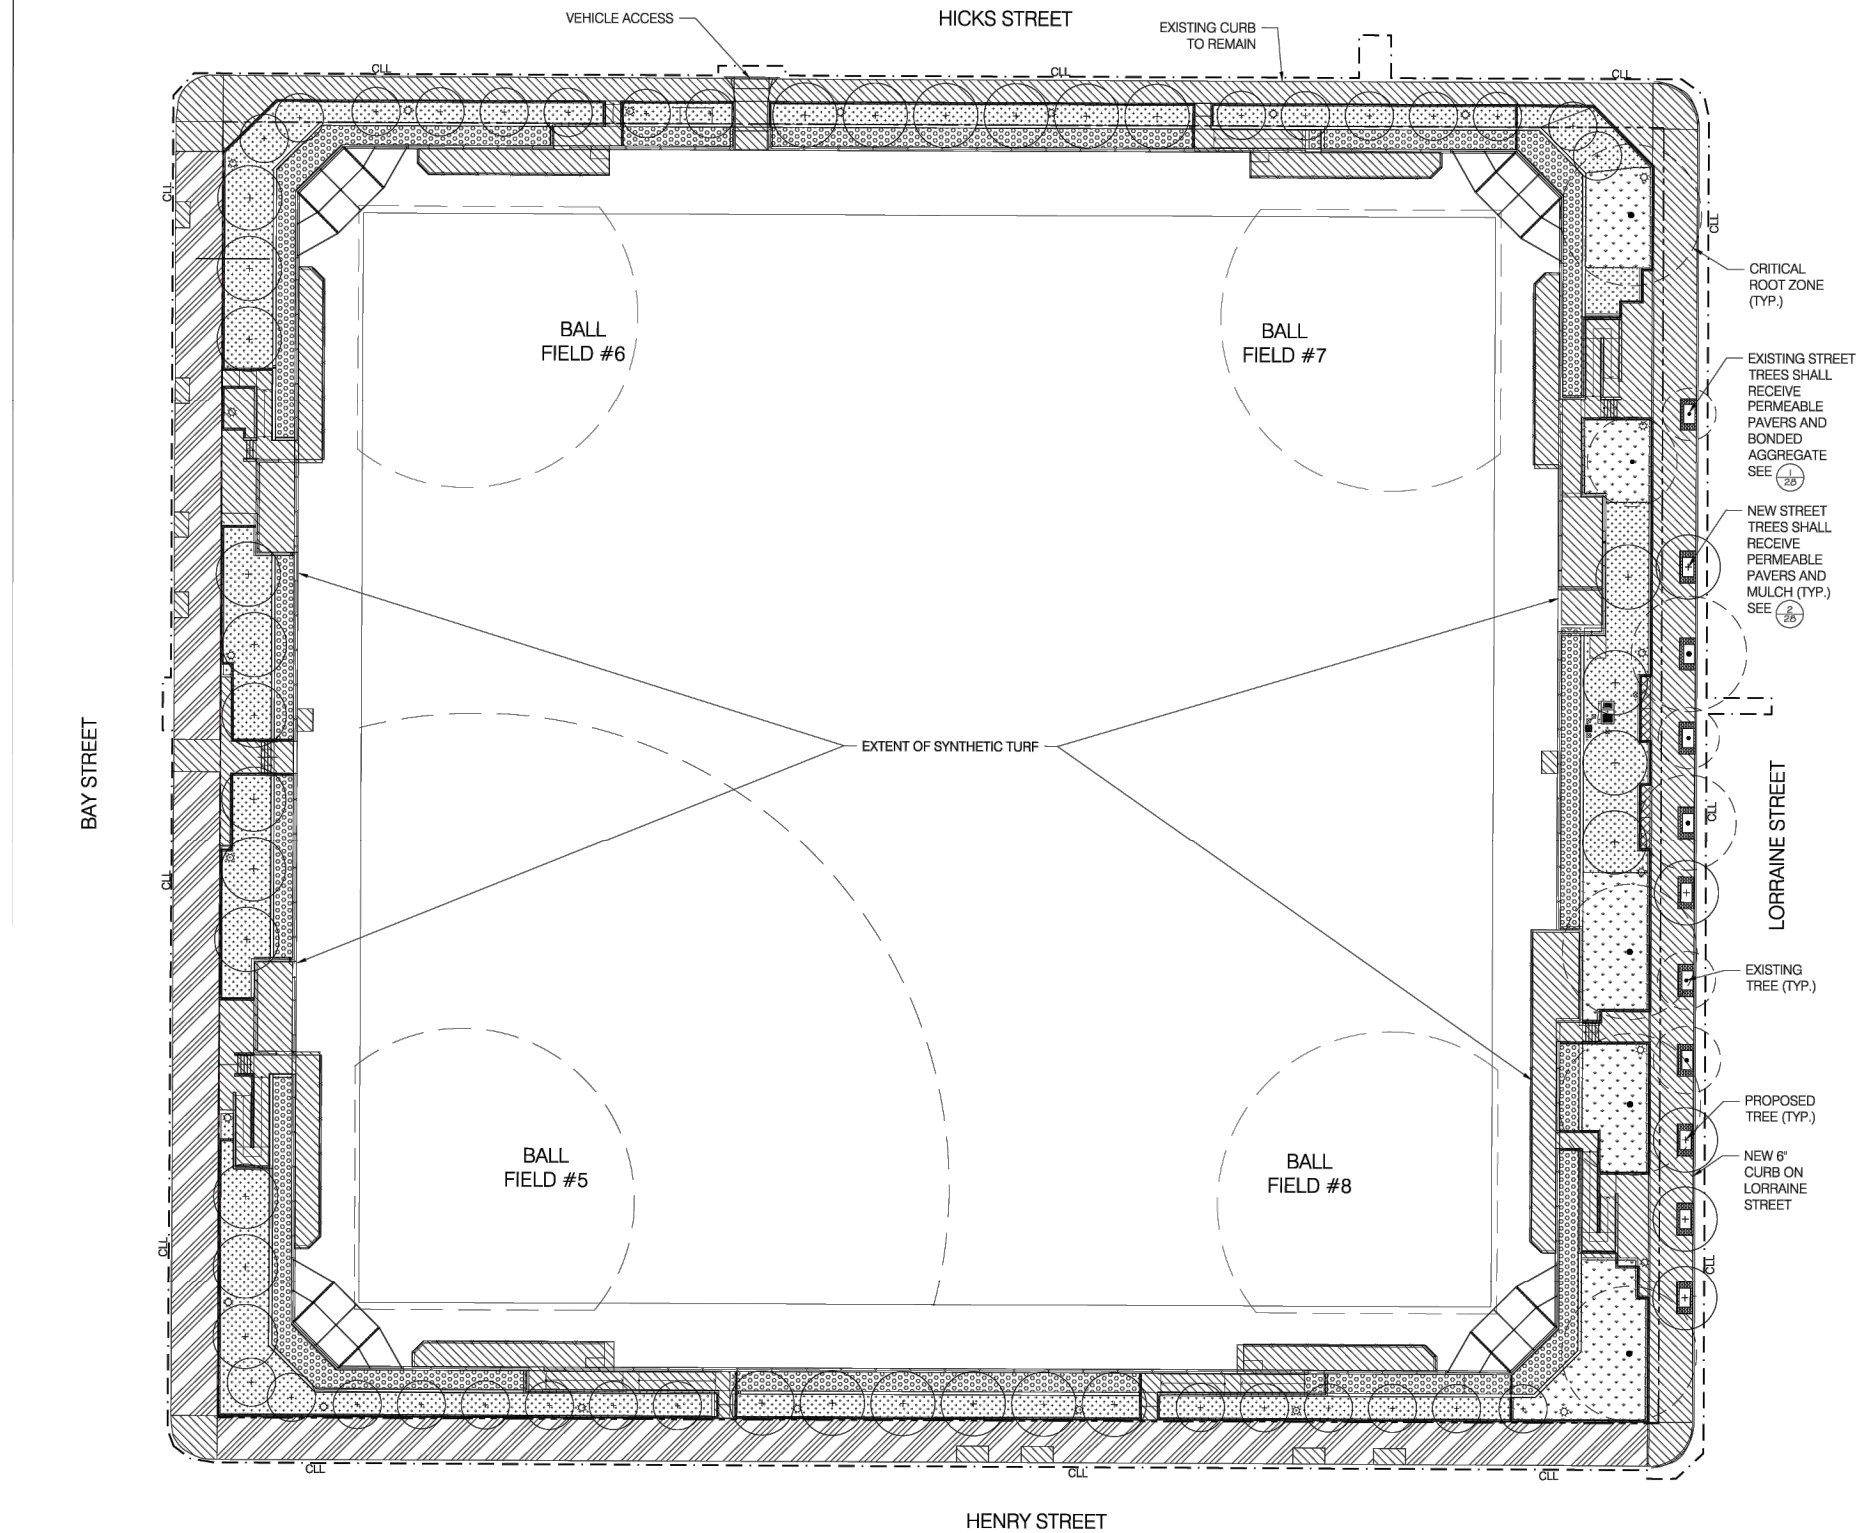 HICKS STREET
VEHICLE ACCESS
EXISTING CURB
TO REMAIN
CLL
CLL
CLL
CLL
CLL
CRITICAL
ROOT ZONE
(TYP.)
BALL
FIELD #6
BALL
FIELD #7
EXISTING STREET
TREES SHALL
RECEIVE
PERMEABLE
PAVERS AND
BONDED
AGGREGATE
SEE 1
28
NEW STREET
TREES SHALL
RECEIVE
PERMEABLE
PAVERS AND
MULCH (TYP.)
SEE 2
28
EXTENT OF SYNTHETIC TURF
BAY STREET
LORRAINE STREET
CLL
CLL
EXISTING
TREE (TYP.)
PROPOSED
TREE (TYP.)
BALL
FIELD #5
BALL
FIELD #8
NEW 6"
CURB ON
LORRAINE
STREET
CLL
CLL
CLL
CLL
CLL
HENRY STREET